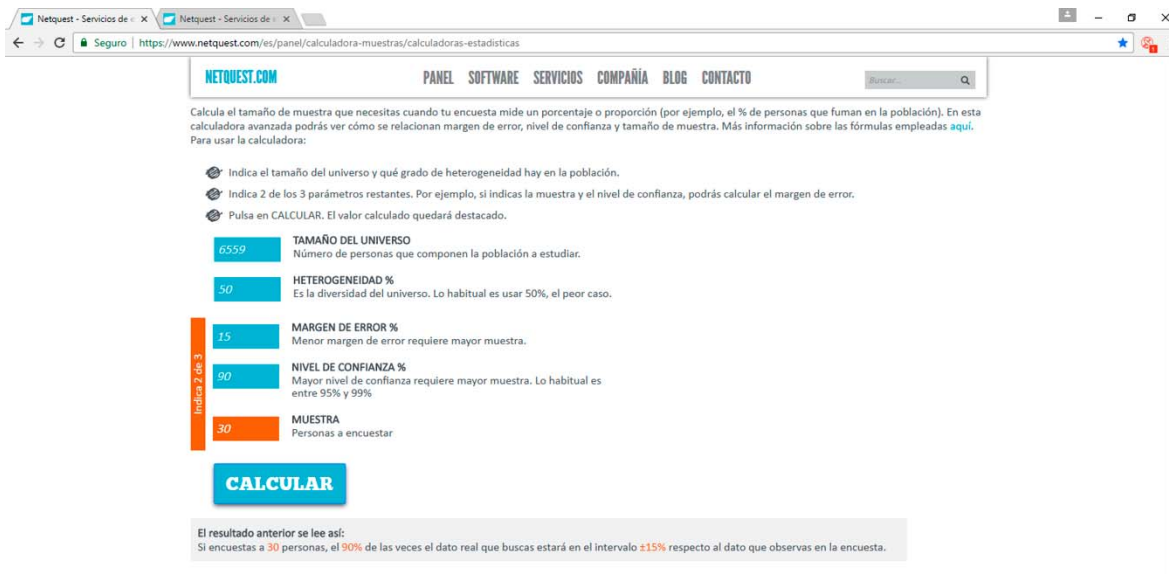 Netquest - Servicios de
Netquest - Servicios de
Seguro | https://www.netquest.com/es/panel/calculadora-muestras/calculadoras-estadisticas
NETQUEST.COM PANEL SOFTWARE SERVICIOS COMPAÑÍA BLOG CONTACTO Buscar...
Calcula el tamaño de muestra que necesitas cuando tu encuesta mide un porcentaje o proporción (por ejemplo, el % de personas que fuman en la población). En esta
calculadora avanzada podrás ver cómo se relacionan margen de error, nivel de confianza y tamaño de muestra. Más información sobre las fórmulas empleadas aquí.
Para usar la calculadora:
Indica el tamaño del universo y qué grado de heterogeneidad hay en la población.
Indica 2 de los 3 parámetros restantes. Por ejemplo, si indicas la muestra y el nivel de confianza, podrás calcular el margen de error.
Pulsa en CALCULAR. El valor calculado quedará destacado.
6559
TAMAÑO DEL UNIVERSO
Número de personas que componen la población a estudiar.
50
HETEROGENEIDAD %
Es la diversidad del universo. Lo habitual es usar 50%, el peor caso.
Indica 2 de 3
15
MARGEN DE ERROR %
Menor margen de error requiere mayor muestra.
90
NIVEL DE CONFIANZA %
Mayor nivel de confianza requiere mayor muestra. Lo habitual es
entre 95% y 99%
30
MUESTRA
Personas a encuestar
CALCULAR
El resultado anterior se lee así:
Si encuestas a 30 personas, el 90% de las veces el dato real que buscas estará en el intervalo ±15% respecto al dato que observas en la encuesta.